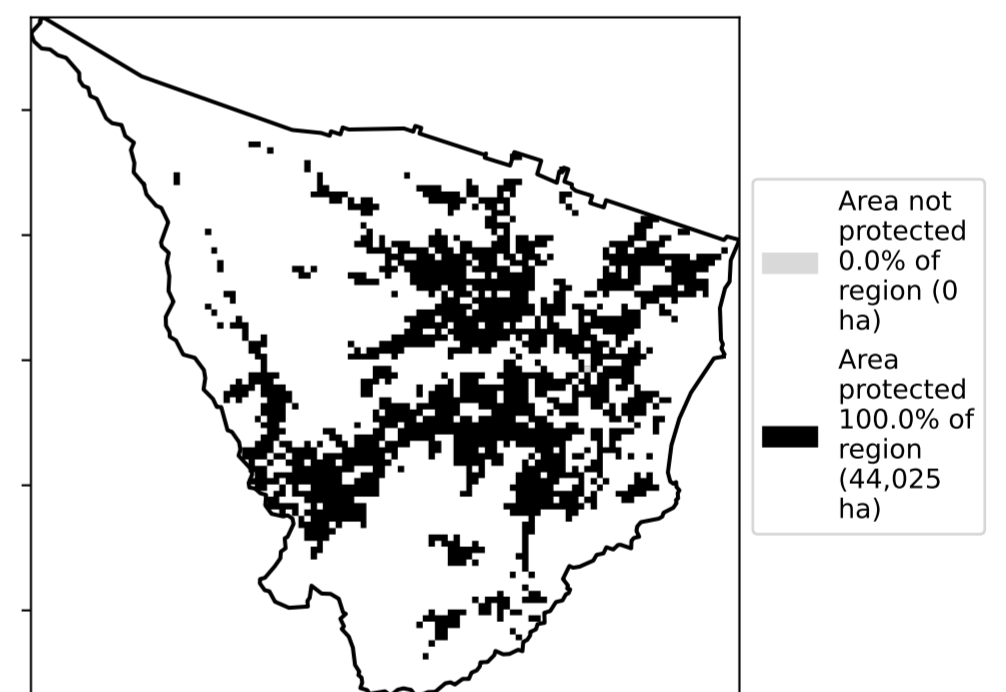 Area not
protected
0.0% of
region (0
ha)
Area
protected
100.0% of
region
(44,025
ha)